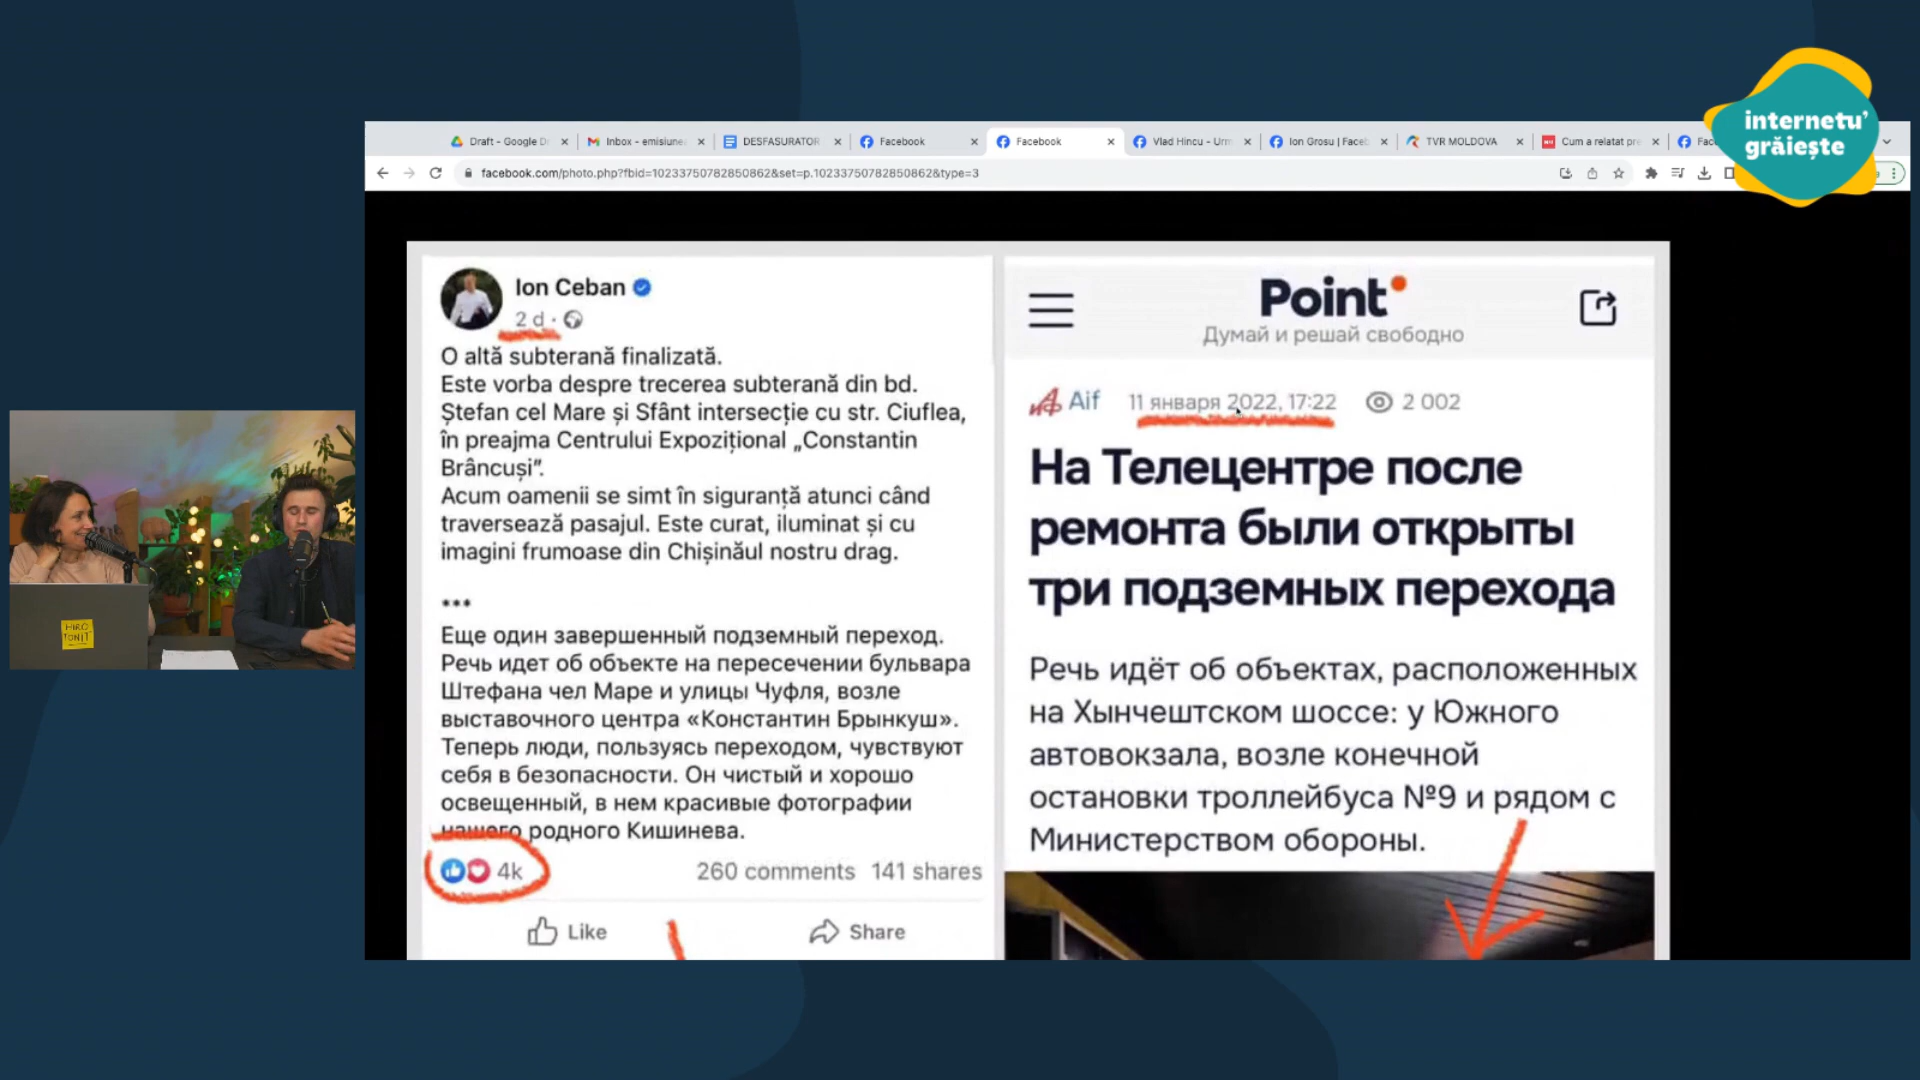 internetu'
grăiește
Draft - Google Dr
Inbox - emisiune
DESFASURATOR
Facebook
Facebook
Vlad Hincu - Urm
Ion Grosu | Faceb
TVR MOLDOVA
Cum a relatat pre
facebook.com/photo.php?fbid=10233750782850862&set=p.10233750782850862&type=3
Ion Ceban
2 d ·
O altă subterană finalizată.
Este vorba despre trecerea subterană din bd.
Ștefan cel Mare și Sfânt intersecție cu str. Ciuflea,
în preajma Centrului Expozițional „Constantin
Brâncuși”.
Acum oamenii se simt în siguranță atunci când
traversează pasajul. Este curat, iluminat și cu
imagini frumoase din Chișinăul nostru drag.
***
Еще один завершенный подземный переход.
Речь идет об объекте на пересечении бульвара
Штефана чел Маре и улицы Чуфля, возле
выставочного центра «Константин Брынкуш».
Теперь люди, пользуясь переходом, чувствуют
себя в безопасности. Он чистый и хорошо
освещенный, в нем красивые фотографии
нашего родного Кишинева.
4k
260 comments 141 shares
Like
Share
Point
Думай и решай свободно
Aif 11 января 2022, 17:22 2 002
На Телецентре после
ремонта были открыты
три подземных перехода
Речь идёт об объектах, расположенных
на Хынчештском шоссе: у Южного
автовокзала, возле конечной
остановки троллейбуса №9 и рядом с
Министерством обороны.
HIRO
TONIT